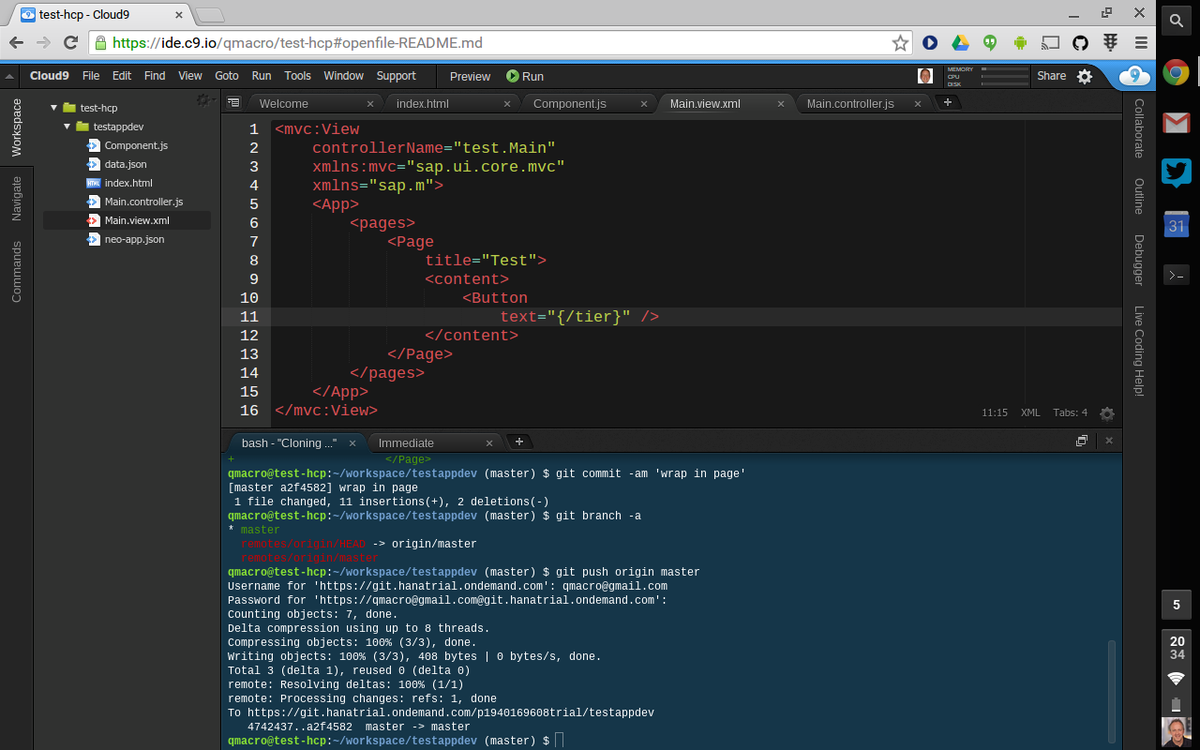 test-hcp - Cloud9
https://ide.c9.io/qmacro/test-hcp#openfile-README.md
Cloud9 File Edit Find View Goto Run Tools Window Support Preview Run MEMORY CPU DISK Share
Workspace
Navigate
Commands
test-hcp
testappdev
Component.js
data.json
index.html
Main.controller.js
Main.view.xml
neo-app.json
Welcome index.html Component.js Main.view.xml Main.controller.js
1 <mvc:View
2 controllerName="test.Main"
3 xmlns:mvc="sap.ui.core.mvc"
4 xmlns="sap.m">
5 <App>
6 <pages>
7 <Page
8 title="Test">
9 <content>
10 <Button
11 text="{/tier}" />
12 </content>
13 </Page>
14 </pages>
15 </App>
16 </mvc:View>
11:15 XML Tabs: 4
Collaborate
Outline
Debugger
Live Coding Help!
bash - "Cloning ..." Immediate
+ </Page>
qmacro@test-hcp:~/workspace/testappdev (master) $ git commit -am 'wrap in page'
[master a2f4582] wrap in page
1 file changed, 11 insertions(+), 2 deletions(-)
qmacro@test-hcp:~/workspace/testappdev (master) $ git branch -a
* master
remotes/origin/HEAD -> origin/master
remotes/origin/master
qmacro@test-hcp:~/workspace/testappdev (master) $ git push origin master
Username for 'https://git.hanatrial.ondemand.com': qmacro@gmail.com
Password for 'https://qmacro@gmail.com@git.hanatrial.ondemand.com':
Counting objects: 7, done.
Delta compression using up to 8 threads.
Compressing objects: 100% (3/3), done.
Writing objects: 100% (3/3), 408 bytes | 0 bytes/s, done.
Total 3 (delta 1), reused 0 (delta 0)
remote: Resolving deltas: 100% (1/1)
remote: Processing changes: refs: 1, done
To https://git.hanatrial.ondemand.com/p1940169608trial/testappdev
4742437..a2f4582 master -> master
qmacro@test-hcp:~/workspace/testappdev (master) $
31
5
20
34